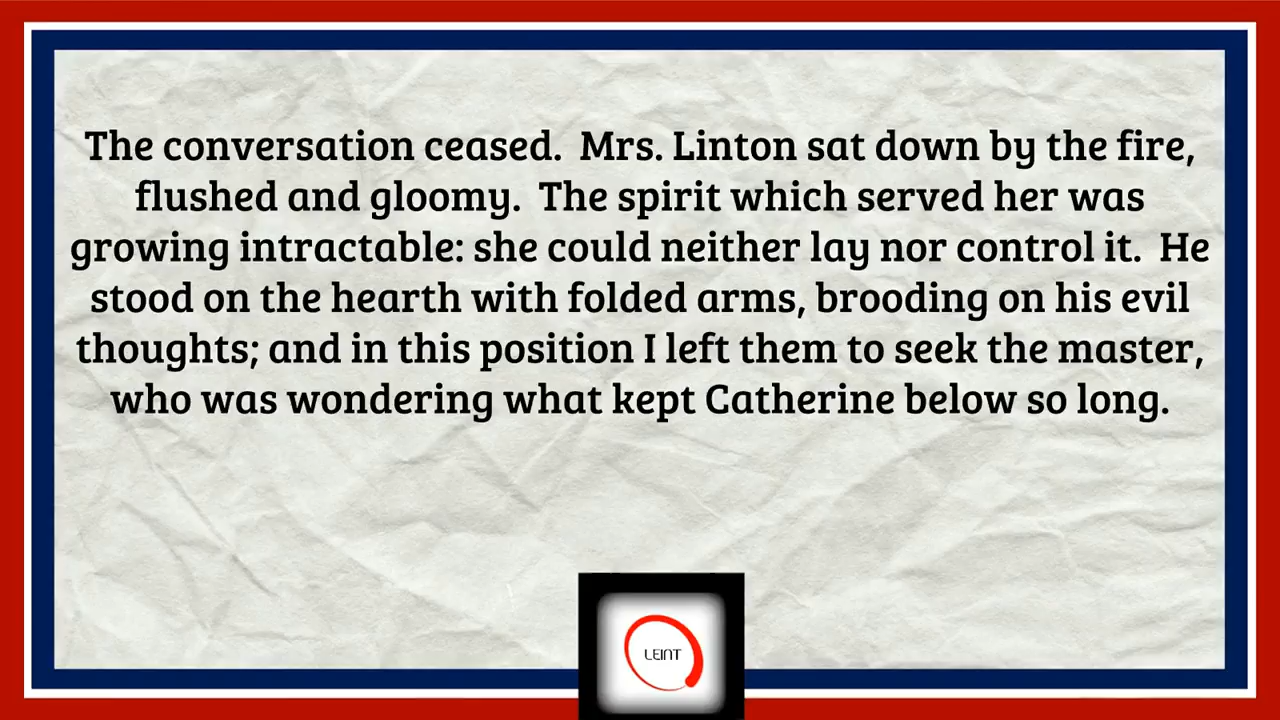 The conversation ceased.  Mrs. Linton sat down by the fire,
flushed and gloomy.  The spirit which served her was
growing intractable: she could neither lay nor control it.  He
stood on the hearth with folded arms, brooding on his evil
thoughts; and in this position I left them to seek the master,
who was wondering what kept Catherine below so long.
LEINT